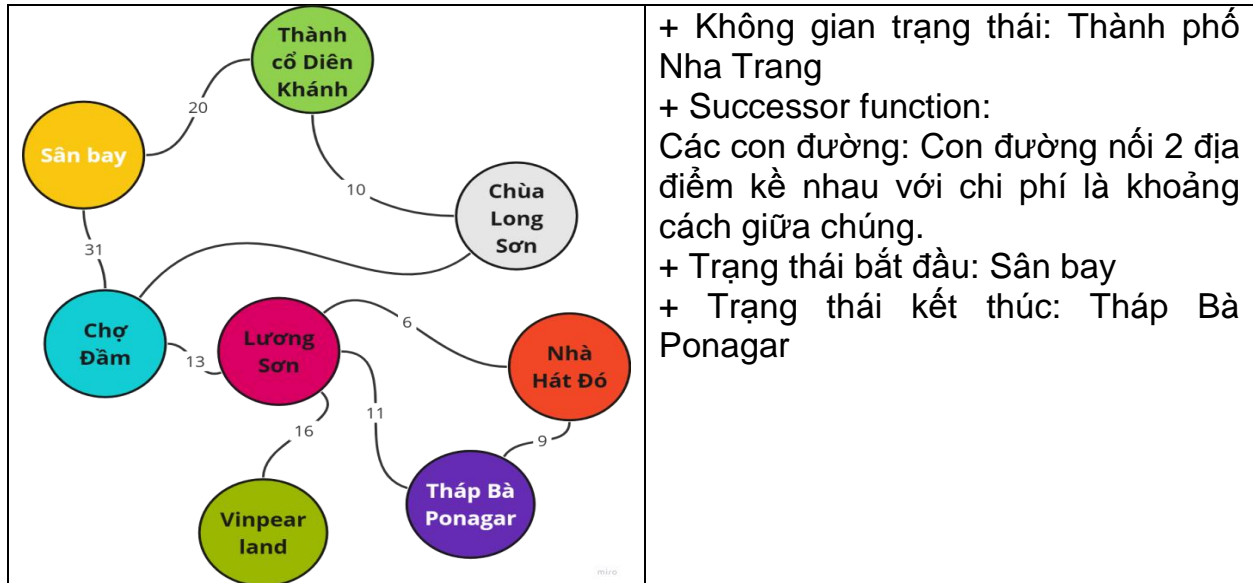 Thành
cổ Diên
Khánh
20
Sân bay
10
Chùa
Long
Sơn
31
Chợ
Đầm
13
Lương
Sơn
6
Nhà
Hát Đó
11
9
16
Tháp Bà
Ponagar
Vinpear
land
miro
+ Không gian trạng thái: Thành phố
Nha Trang
+ Successor function:
Các con đường: Con đường nối 2 địa
điểm kề nhau với chi phí là khoảng
cách giữa chúng.
+ Trạng thái bắt đầu: Sân bay
+ Trạng thái kết thúc: Tháp Bà
Ponagar